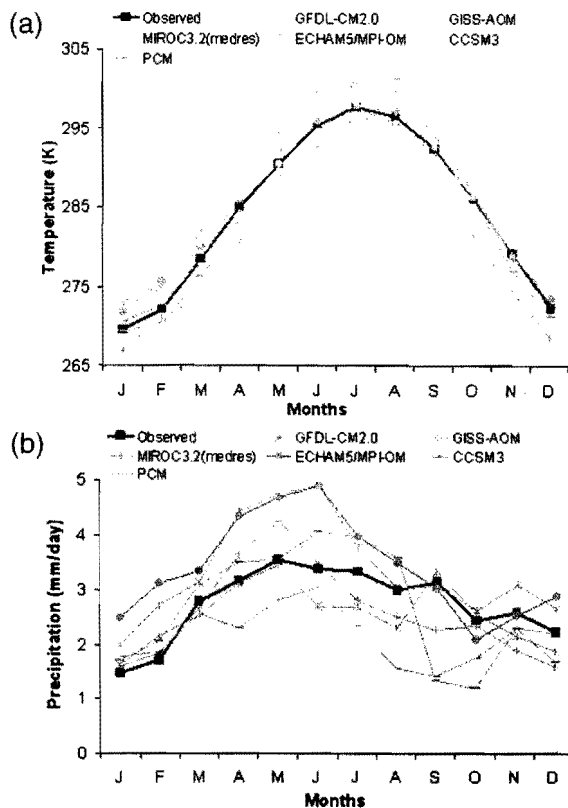 (a)
Observed GFDL-CM2.0 GISS-AOM
MIROC3.2(medres) ECHAM5/MPI-OM CCSM3
PCM
305
295
285
275
265
Temperature (K)
J F M A M J J A S O N D
Months
(b)
Observed GFDL-CM2.0 GISS-AOM
MIROC3.2(medres) ECHAM5/MPI-OM CCSM3
PCM
5
4
3
2
1
0
Precipitation (mm/day)
J F M A M J J A S O N D
Months